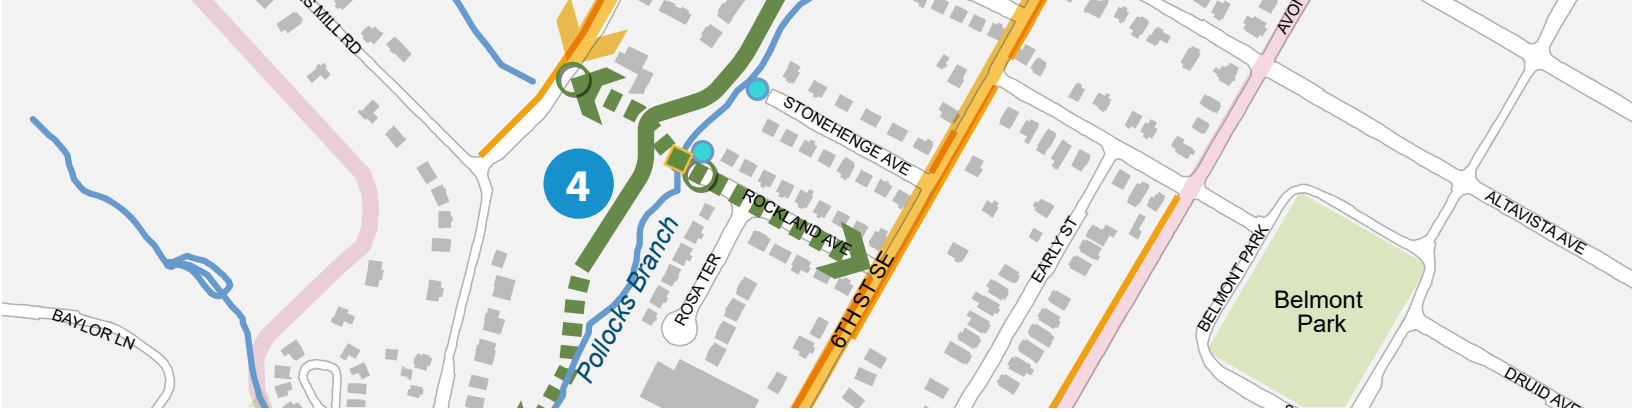 S MILL RD
AVO
STONEHENGE AVE
4
ROCKLAND AVE
ALTAVISTA AVE
Pollocks Branch
EARLY ST
BELMONT PARK
ROSA TER
6TH ST SE
Belmont
Park
BAYLOR LN
DRUID AVE